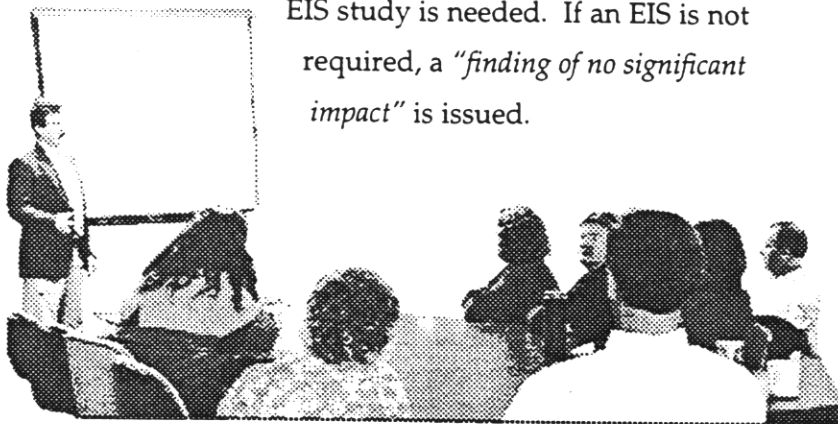 EIS study is needed. If an EIS is not
required, a "finding of no significant
impact" is issued.